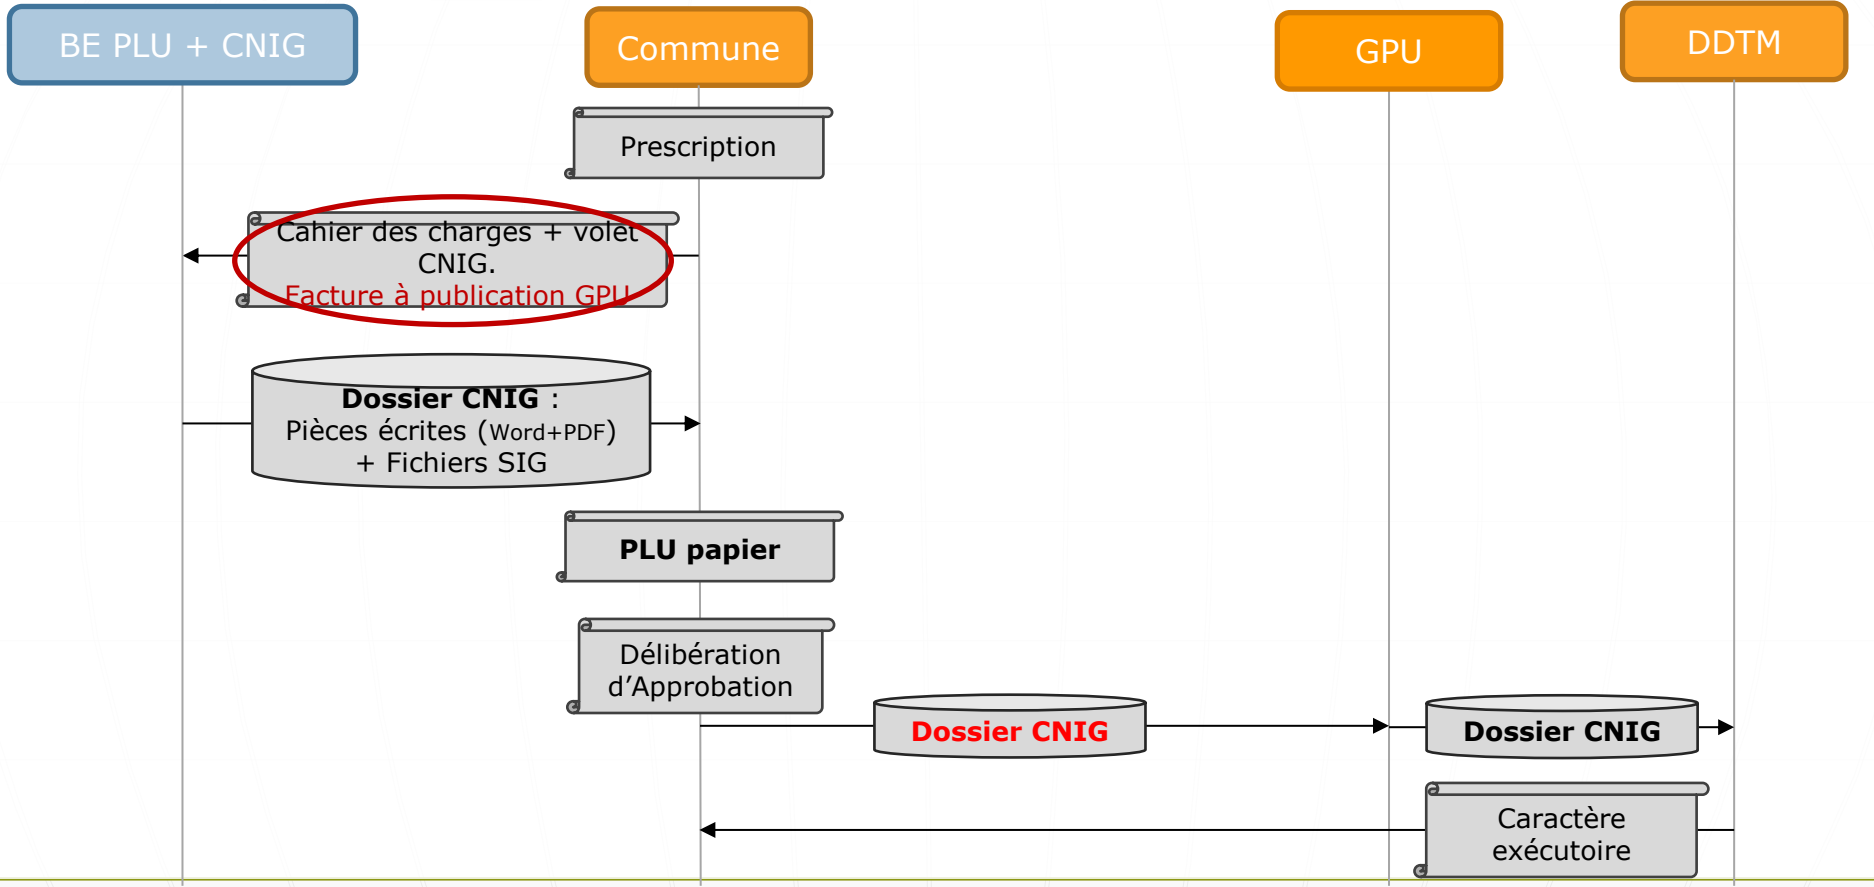 BE PLU + CNIG
Commune
GPU
DDTM
Prescription
Cahier des charges + volet
CNIG.
Facture à publication GPU
Dossier CNIG :
Pièces écrites (Word+PDF)
+ Fichiers SIG
PLU papier
Délibération
d’Approbation
Dossier CNIG
Dossier CNIG
Caractère
exécutoire